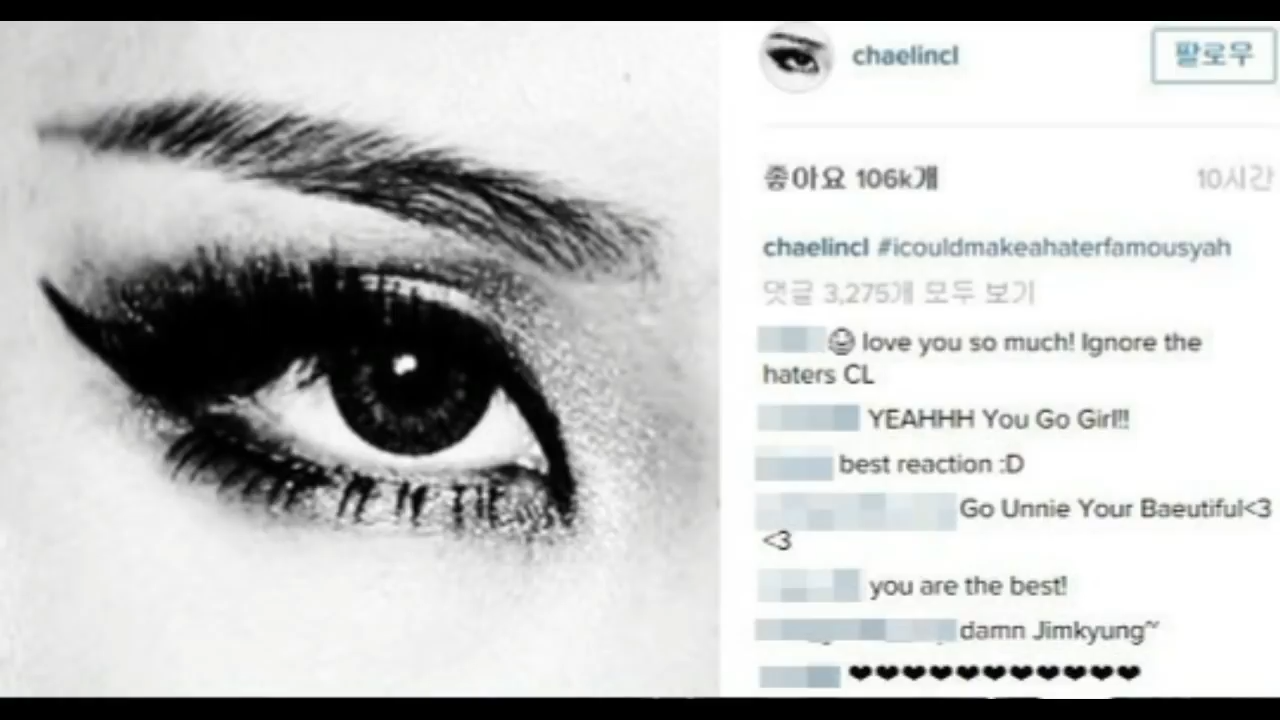 chaelincl
팔로우
좋아요 106k개
10시간
chaelincl #icouldmakeahaterfamousyah
댓글 3,275개 모두 보기
love you so much! Ignore the
haters CL
YEAHHH You Go Girl!!
best reaction :D
Go Unnie Your Baeutiful<3
<3
you are the best!
damn Jimkyung~
❤❤❤❤❤❤❤❤❤❤❤